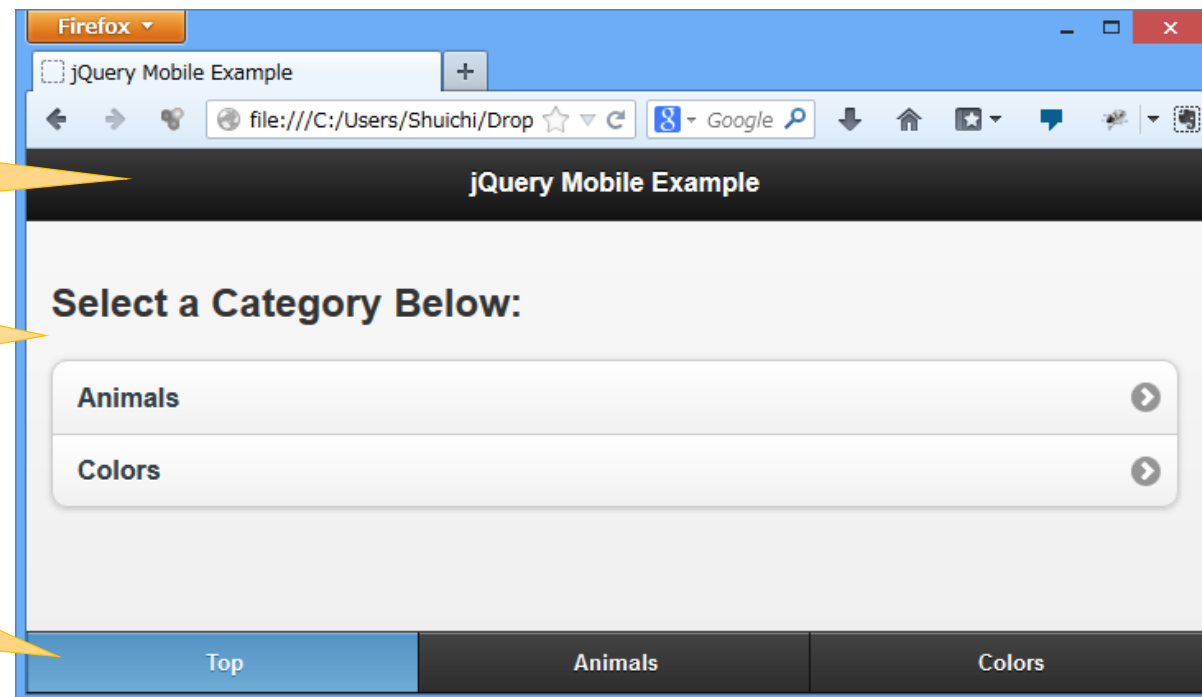 Firefox
jQuery Mobile Example
file:///C:/Users/Shuichi/Drop
8 Google
jQuery Mobile Example
Select a Category Below:
Animals
Colors
Top Animals Colors